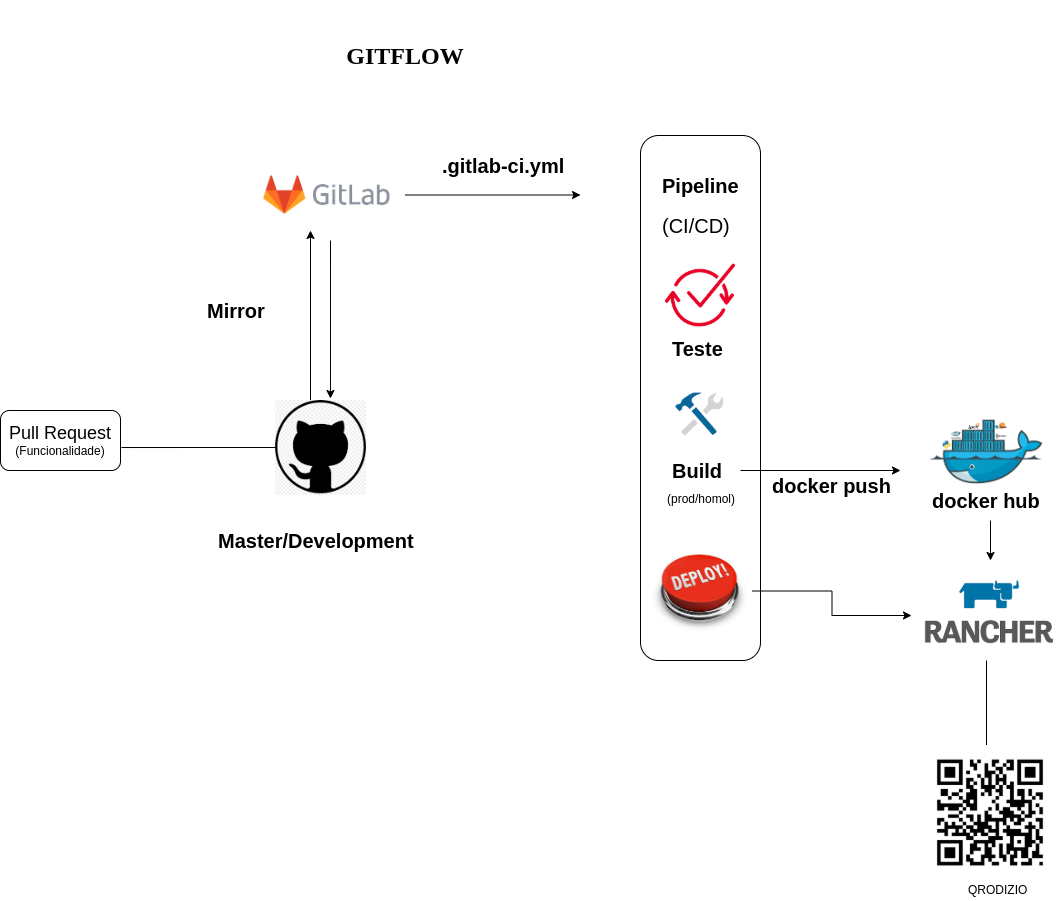 GITFLOW
.gitlab-ci.yml
GitLab
Pipeline
(CI/CD)
Mirror
Teste
Pull Request
(Funcionalidade)
Build
(prod/homol)
docker push
docker hub
Master/Development
DEPLOY!
RANCHER
QRODIZIO